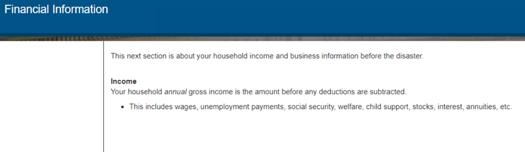 Financial Information
This next section is about your household income and business information before the disaster.
Income
Your household annual gross income is the amount before any deductions are subtracted.
• This includes wages, unemployment payments, social security, welfare, child support, stocks, interest, annuities, etc.